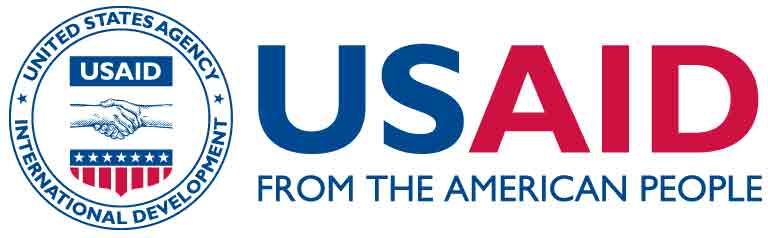 UNITED STATES AGENCY
USAID
INTERNATIONAL DEVELOPMENT
USAID
FROM THE AMERICAN PEOPLE